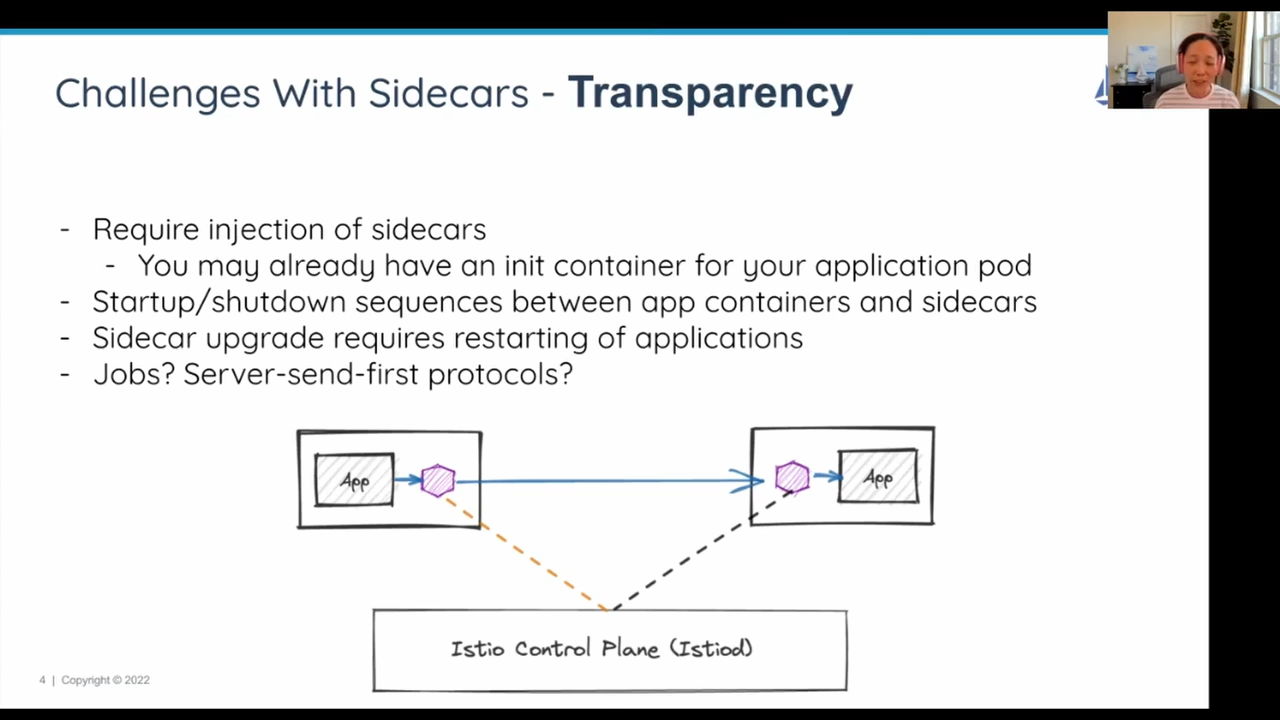 Challenges With Sidecars - Transparency
- Require injection of sidecars
- You may already have an init container for your application pod
- Startup/shutdown sequences between app containers and sidecars
- Sidecar upgrade requires restarting of applications
- Jobs? Server-send-first protocols?
App
App
Istio Control Plane (Istiod)
4 | Copyright © 2022